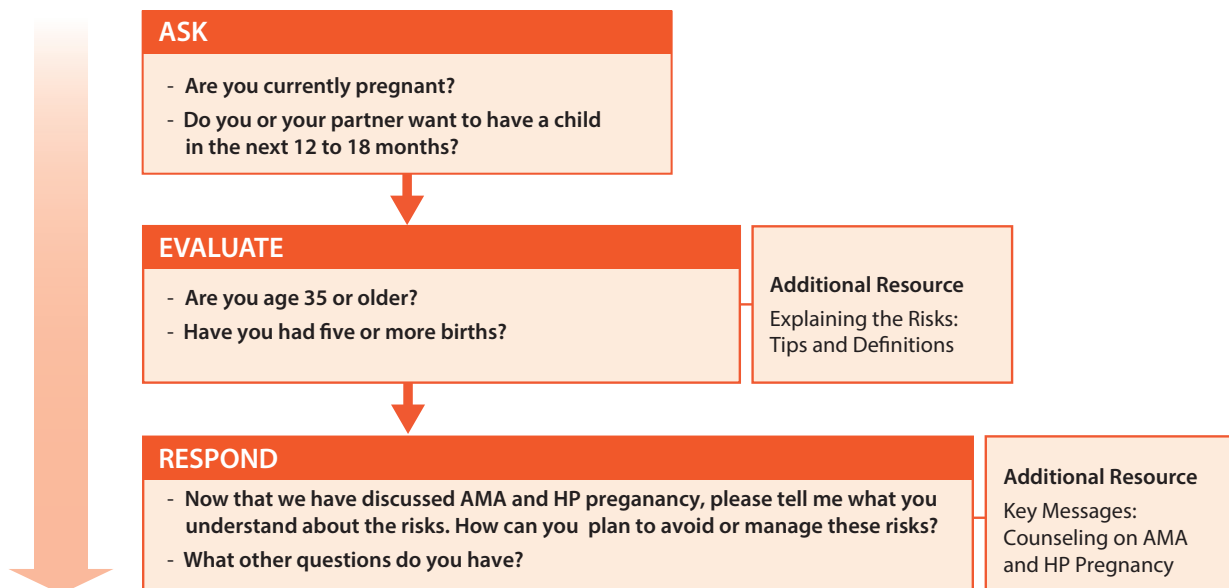 ASK
- Are you currently pregnant?
- Do you or your partner want to have a child
in the next 12 to 18 months?
EVALUATE
- Are you age 35 or older?
- Have you had five or more births?
Additional Resource
Explaining the Risks:
Tips and Definitions
RESPOND
- Now that we have discussed AMA and HP preganancy, please tell me what you
understand about the risks. How can you plan to avoid or manage these risks?
- What other questions do you have?
Additional Resource
Key Messages:
Counseling on AMA
and HP Pregnancy